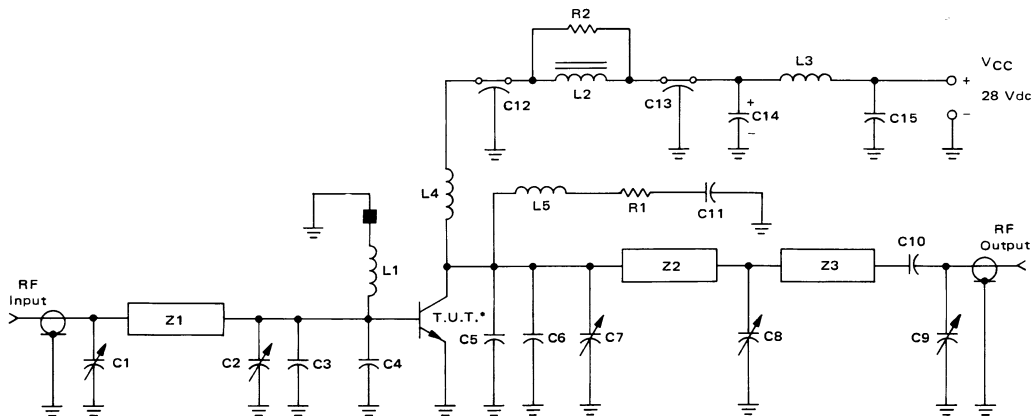 R2
L3
VCC
+
28 Vdc
C12
L2
C13
+
C14
−
C15
−
L4
L5
R1
C11
L1
C10
RF
Output
Z2
Z3
RF
Input
Z1
T.U.T.*
C1
C2
C3
C4
C5
C6
C7
C8
C9